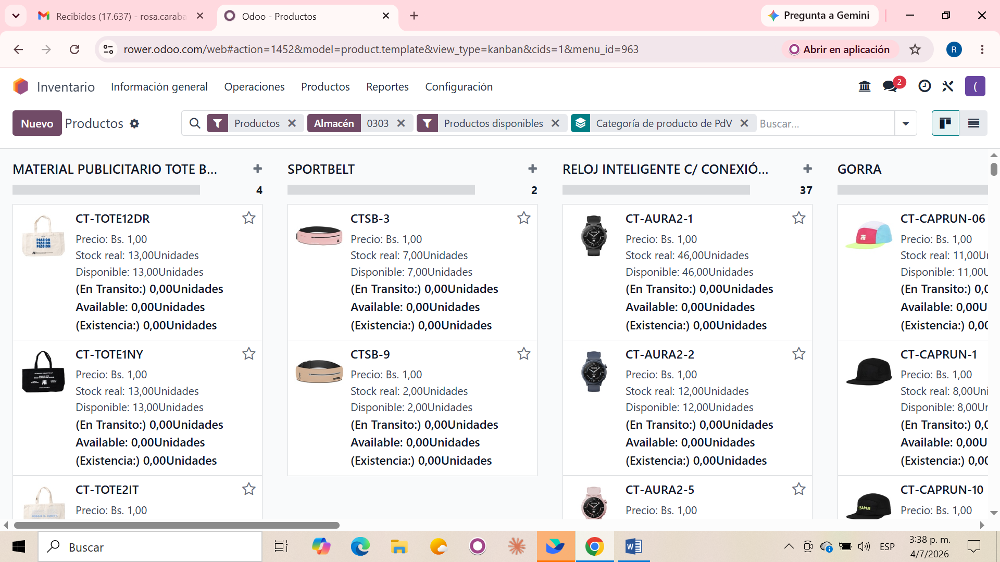 Recibidos (17.637) - rosa.caraba
Odoo - Productos
Pregunta a Gemini
rower.odoo.com/web#action=1452&model=product.template&view_type=kanban&cids=1&menu_id=963
Abrir en aplicación
R
Inventario
Información general
Operaciones
Productos
Reportes
Configuración
2
(
Nuevo
Productos
Productos
Almacén
0303
Productos disponibles
Categoría de producto de PdV
Buscar...
MATERIAL PUBLICITARIO TOTE B...
4
CT-TOTE12DR
Precio: Bs. 1,00
Stock real: 13,00Unidades
Disponible: 13,00Unidades
(En Transito:) 0,00Unidades
Available: 0,00Unidades
(Existencia:) 0,00Unidades
CT-TOTE1NY
Precio: Bs. 1,00
Stock real: 13,00Unidades
Disponible: 13,00Unidades
(En Transito:) 0,00Unidades
Available: 0,00Unidades
(Existencia:) 0,00Unidades
CT-TOTE2IT
Precio: Bs. 1,00
SPORTBELT
2
CTSB-3
Precio: Bs. 1,00
Stock real: 7,00Unidades
Disponible: 7,00Unidades
(En Transito:) 0,00Unidades
Available: 0,00Unidades
(Existencia:) 0,00Unidades
CTSB-9
Precio: Bs. 1,00
Stock real: 2,00Unidades
Disponible: 2,00Unidades
(En Transito:) 0,00Unidades
Available: 0,00Unidades
(Existencia:) 0,00Unidades
RELOJ INTELIGENTE C/ CONEXIÓ...
37
CT-AURA2-1
Precio: Bs. 1,00
Stock real: 46,00Unidades
Disponible: 46,00Unidades
(En Transito:) 0,00Unidades
Available: 0,00Unidades
(Existencia:) 0,00Unidades
CT-AURA2-2
Precio: Bs. 1,00
Stock real: 12,00Unidades
Disponible: 12,00Unidades
(En Transito:) 0,00Unidades
Available: 0,00Unidades
(Existencia:) 0,00Unidades
CT-AURA2-5
Precio: Bs. 1,00
GORRA
CT-CAPRUN-06
Precio: Bs. 1,00
Stock real: 11,00U
Disponible: 11,00U
(En Transito:) 0,0
Available: 0,00U
(Existencia:) 0,00
CT-CAPRUN-1
Precio: Bs. 1,00
Stock real: 8,00Uni
Disponible: 8,00U
(En Transito:) 0,0
Available: 0,00U
(Existencia:) 0,00
CT-CAPRUN-10
Precio: Bs. 1,00
PASSION
PASSION
PASSION
TEAM
Buscar
ESP
3:38 p. m.
4/7/2026